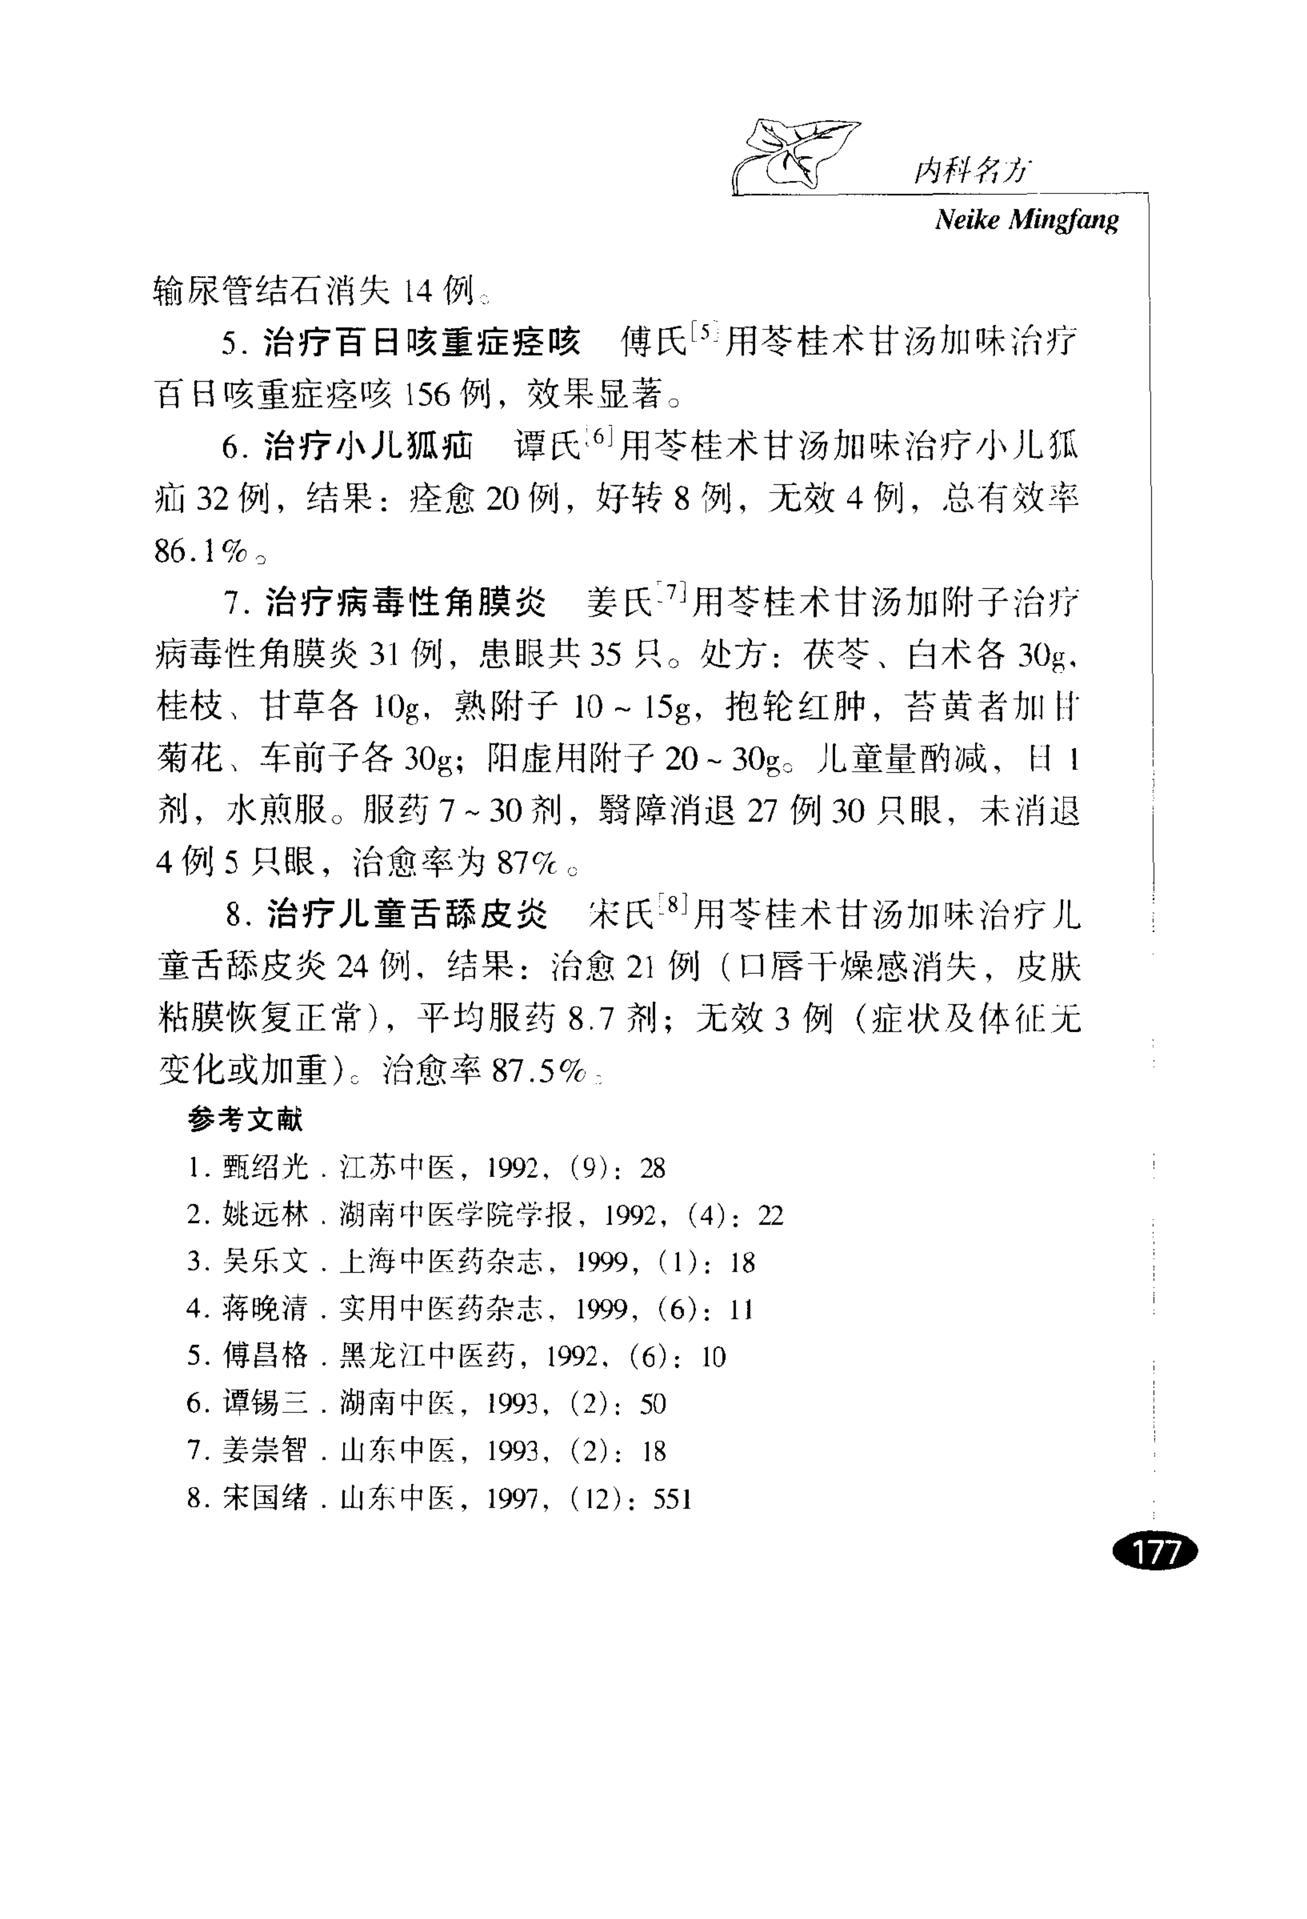 内科名方
Neike Mingfang
输尿管结石消失 14 例。
5. 治疗百日咳重症痉咳 傅氏[5]用苓桂术甘汤加味治疗
百日咳重症痉咳 156 例，效果显著。
6. 治疗小儿狐疝 谭氏[6]用苓桂术甘汤加味治疗小儿狐
疝 32 例，结果：痊愈 20 例，好转 8 例，无效 4 例，总有效率
86.1%。
7. 治疗病毒性角膜炎 姜氏[7]用苓桂术甘汤加附子治疗
病毒性角膜炎 31 例，患眼共 35 只。处方：茯苓、白术各 30g，
桂枝、甘草各 10g，熟附子 10～15g，抱轮红肿，苔黄者加甘
菊花、车前子各 30g；阳虚用附子 20～30g。儿童量酌减，日 1
剂，水煎服。服药 7～30 剂，翳障消退 27 例 30 只眼，未消退
4 例 5 只眼，治愈率为 87%。
8. 治疗儿童舌舔皮炎 宋氏[8]用苓桂术甘汤加味治疗儿
童舌舔皮炎 24 例，结果：治愈 21 例（口唇干燥感消失，皮肤
粘膜恢复正常），平均服药 8.7 剂；无效 3 例（症状及体征无
变化或加重）。治愈率 87.5%。
参考文献
1. 甄绍光．江苏中医，1992，（9）：28
2. 姚远林．湖南中医学院学报，1992，（4）：22
3. 吴乐文．上海中医药杂志，1999，（1）：18
4. 蒋晚清．实用中医药杂志，1999，（6）：11
5. 傅昌格．黑龙江中医药，1992，（6）：10
6. 谭锡三．湖南中医，1993，（2）：50
7. 姜崇智．山东中医，1993，（2）：18
8. 宋国绪．山东中医，1997，（12）：551
177